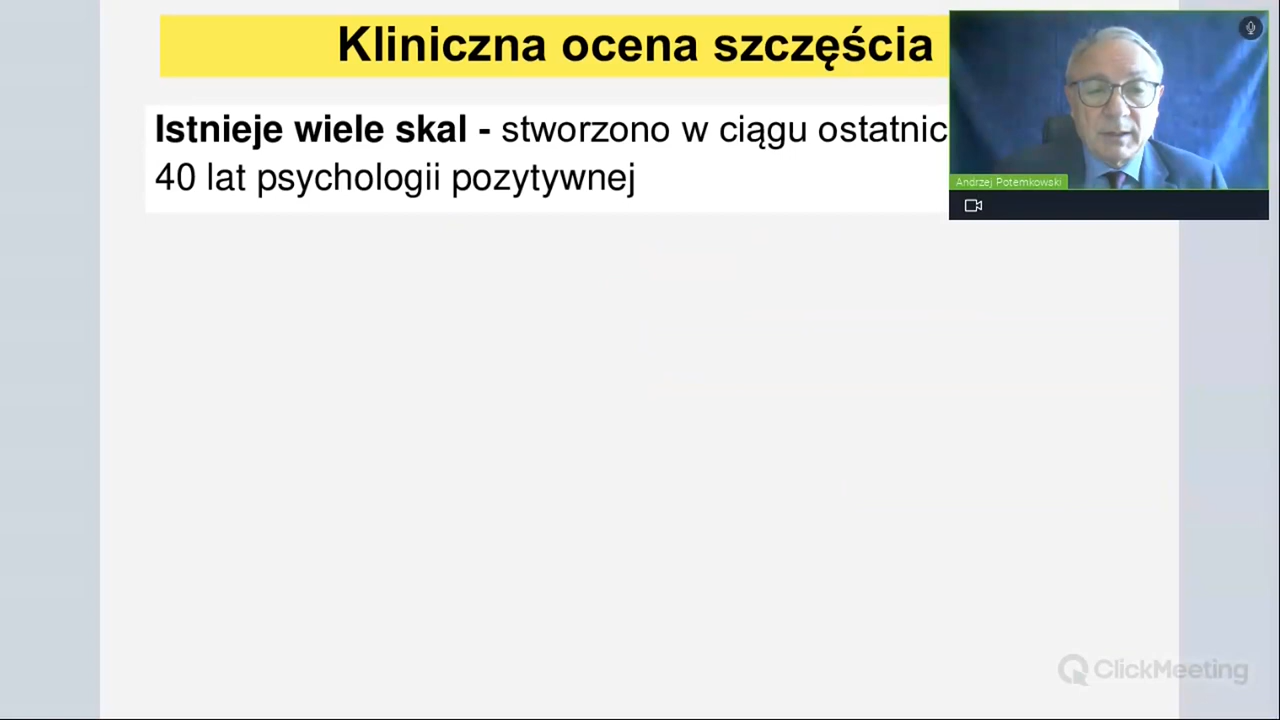 Kliniczna ocena szczęścia
Istnieje wiele skal - stworzono w ciągu ostatnic
40 lat psychologii pozytywnej
Andrzej Potemkowski
ClickMeeting